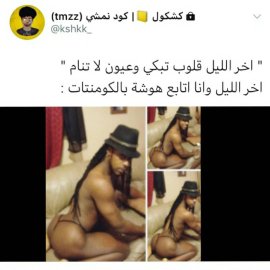 كشكول | كود نمشي (tmzz)
@kshkk_
" اخر الليل قلوب تبكي وعيون لا تنام "
اخر الليل وانا اتابع هوشة بالكومنتات :